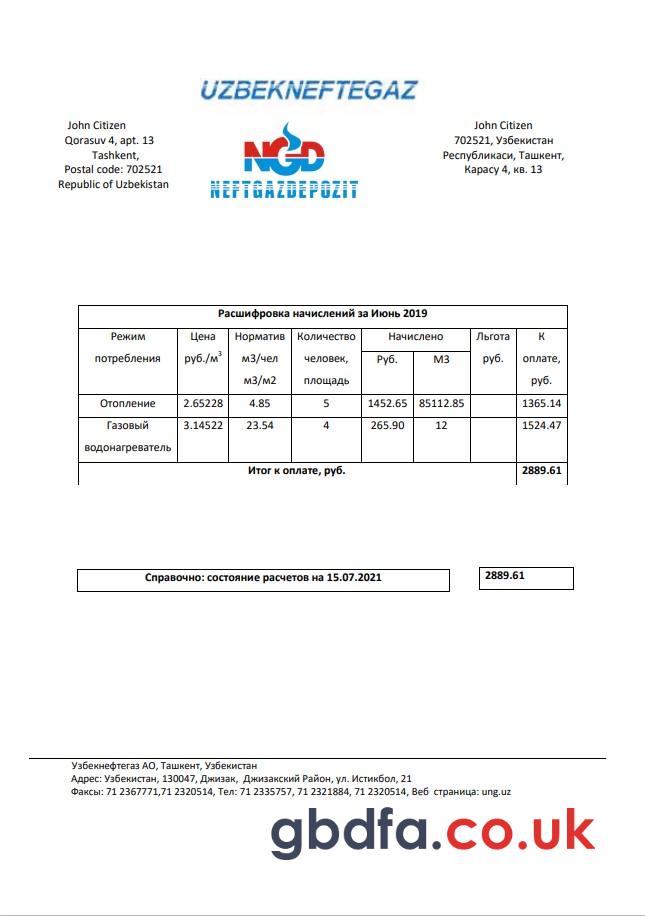 UZBEKNEFTEGAZ
John Citizen
Qorasuv 4, apt. 13
Tashkent,
Postal code: 702521
Republic of Uzbekistan
NGD
NEFTGAZDEPOZIT
John Citizen
702521, Узбекистан
Республикаси, Ташкент,
Карасу 4, кв. 13
Расшифровка начислений за Июнь 2019
Режим потребления Цена руб./м3 Норматив м3/чел м3/м2 Количество человек, площадь Начислено Льгота руб. К оплате, руб.
Руб. М3
Отопление 2.65228 4.85 5 1452.65 85112.85 1365.14
Газовый водонагреватель 3.14522 23.54 4 265.90 12 1524.47
Итог к оплате, руб. 2889.61
Справочно: состояние расчетов на 15.07.2021 2889.61
Узбекнефтегаз АО, Ташкент, Узбекистан
Адрес: Узбекистан, 130047, Джизак, Джизакский Район, ул. Истикбол, 21
Факсы: 71 2367771,71 2320514, Тел: 71 2335757, 71 2321884, 71 2320514, Веб страница: ung.uz
gbdfa.co.uk